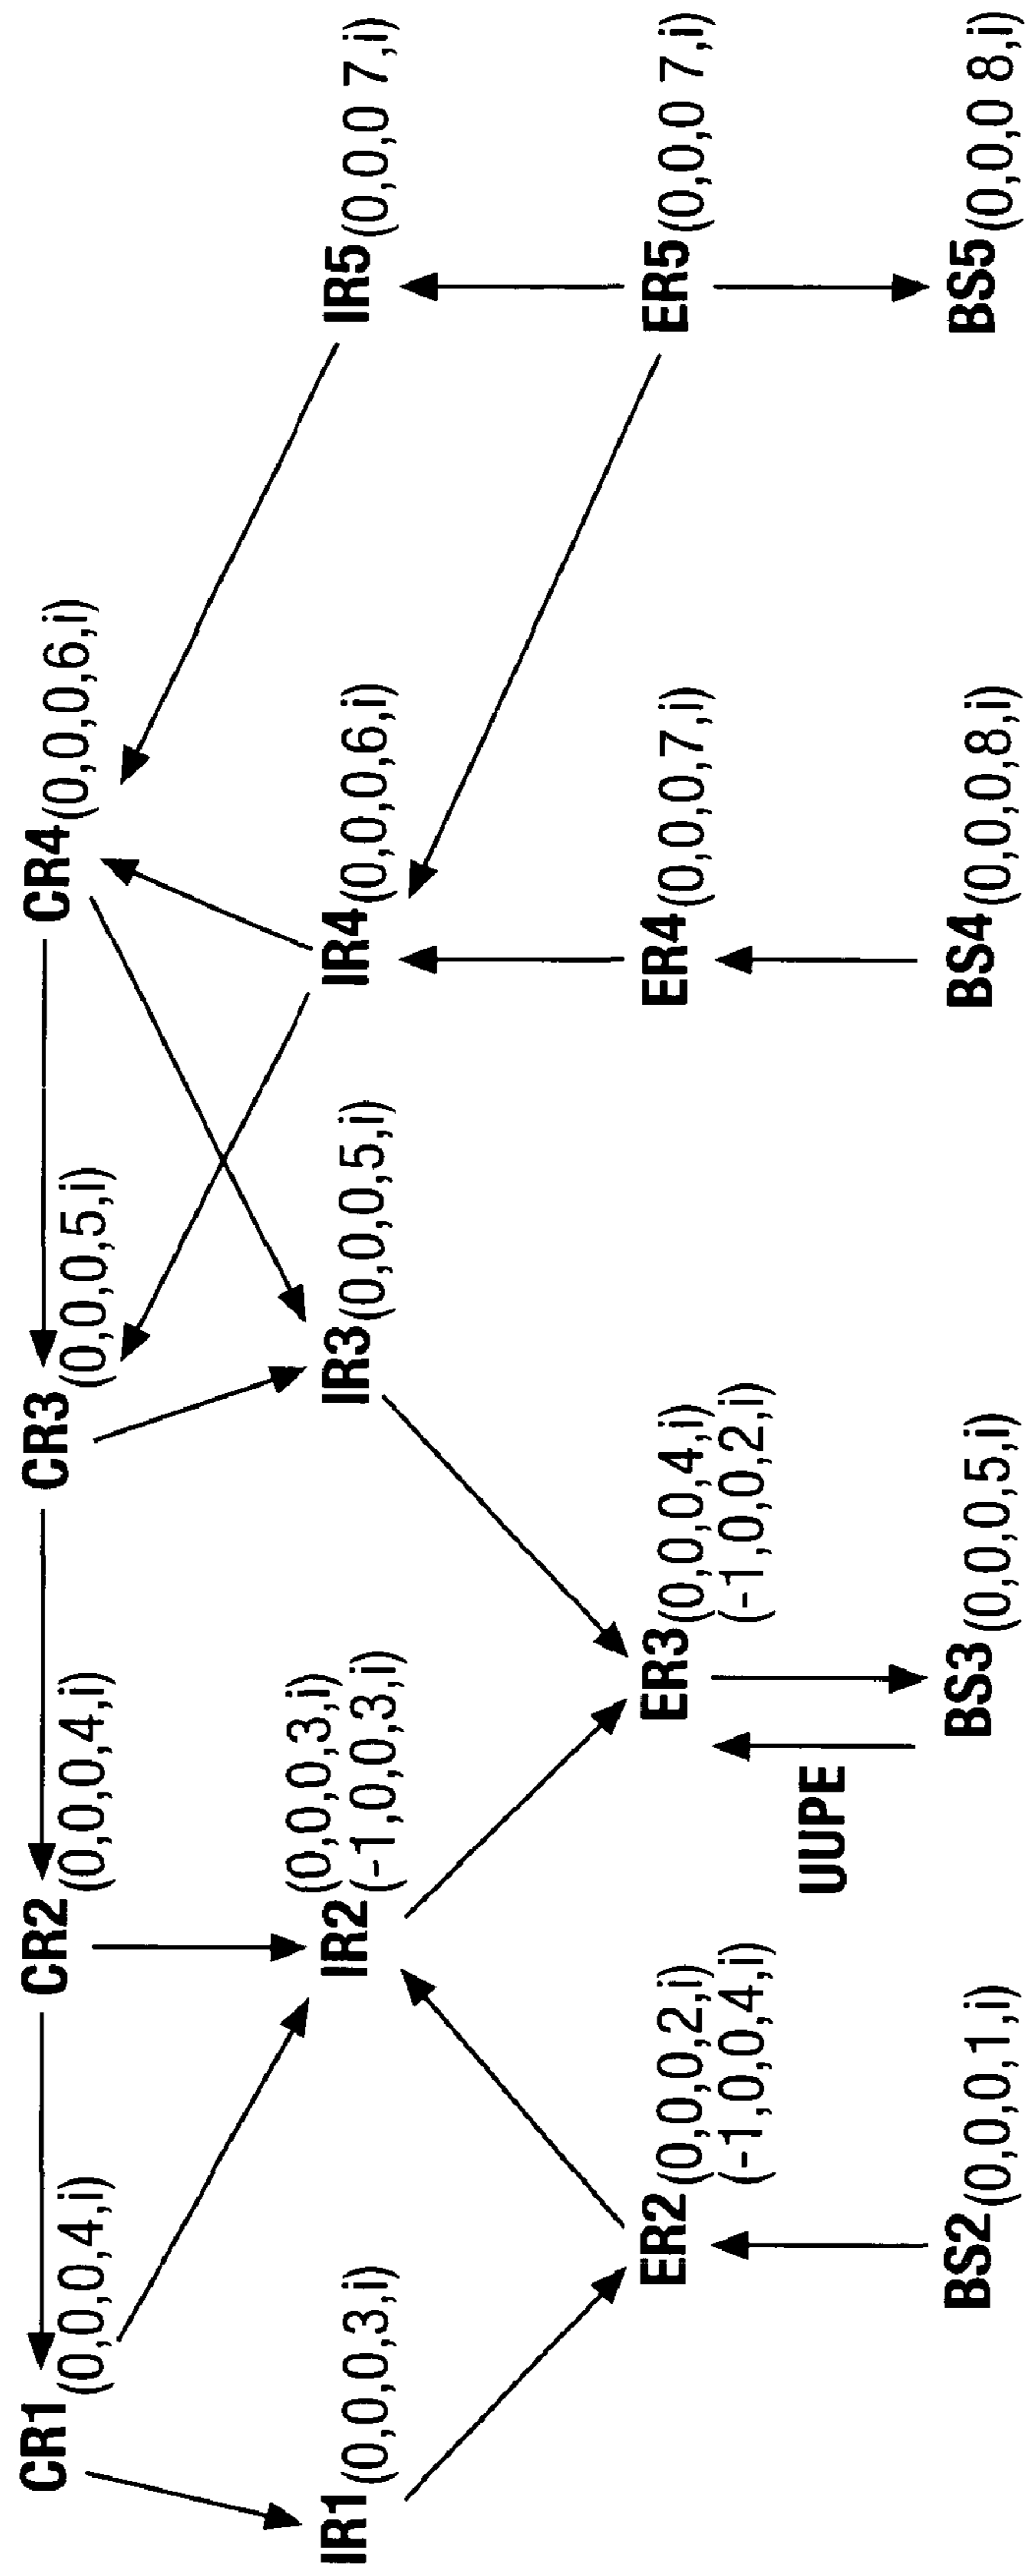 CR1(0,0,0,4,i)
CR2(0,0,0,4,i)
CR3(0,0,0,5,i)
CR4(0,0,0,6,i)
IR1(0,0,0,3,i)
IR2(0,0,0,3,i)
(-1,0,0,3,i)
IR3(0,0,0,5,i)
IR4(0,0,0,6,i)
IR5(0,0,0 7,i)
ER2(0,0,0,2,i)
(-1,0,0,4,i)
ER3(0,0,0,4,i)
(-1,0,0,2,i)
ER4(0,0,0,7,i)
ER5(0,0,0 7,i)
UUPE
BS2(0,0,0,1,i)
BS3(0,0,0,5,i)
BS4(0,0,0,8,i)
BS5(0,0,0 8,i)